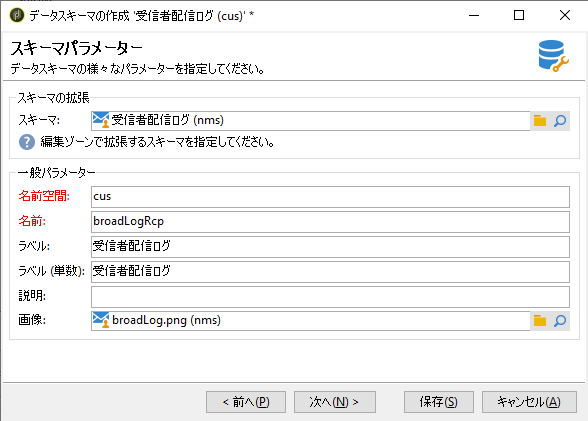 データスキーマの作成 '受信者配信ログ (cus)' *
スキーマパラメーター
データスキーマの様々なパラメーターを指定してください。
スキーマの拡張
スキーマ: 受信者配信ログ (nms)
編集ゾーンで拡張するスキーマを指定してください。
一般パラメーター
名前空間: cus
名前: broadLogRcp
ラベル: 受信者配信ログ
ラベル (単数): 受信者配信ログ
説明:
画像: broadLog.png (nms)
< 前へ(P) 次へ(N) > 保存(S) キャンセル(A)